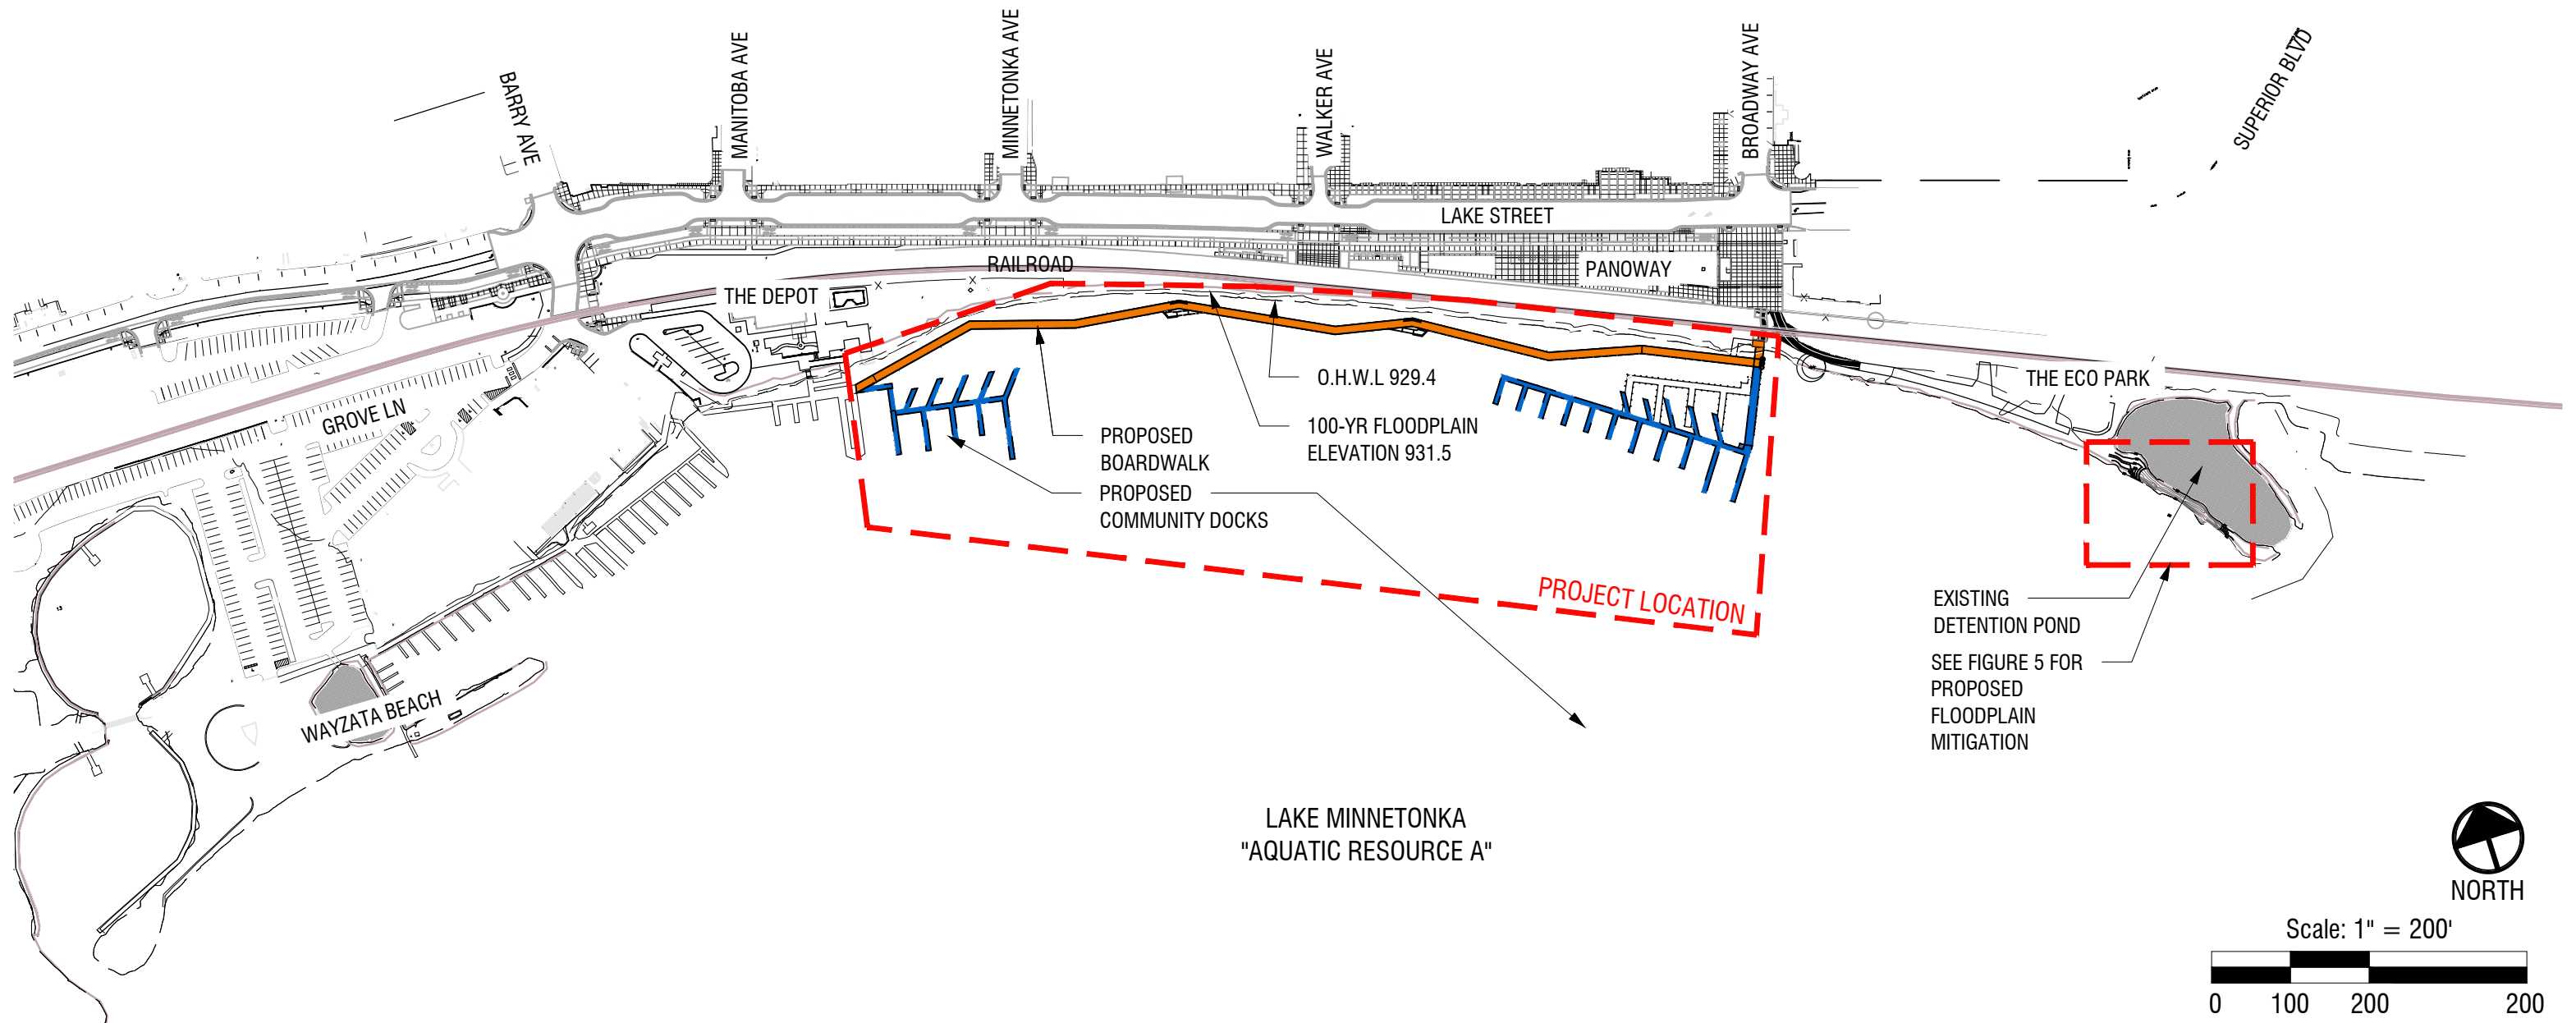 BARRY AVE
MANITOBA AVE
MINNETONKA AVE
WALKER AVE
BROADWAY AVE
SUPERIOR BLVD
LAKE STREET
RAILROAD
PANOWAY
THE DEPOT
THE ECO PARK
O.H.W.L 929.4
GROVE LN
100-YR FLOODPLAIN
ELEVATION 931.5
PROPOSED
BOARDWALK
PROPOSED
COMMUNITY DOCKS
PROJECT LOCATION
EXISTING
DETENTION POND
SEE FIGURE 5 FOR
PROPOSED
FLOODPLAIN
MITIGATION
WAYZATA BEACH
LAKE MINNETONKA
"AQUATIC RESOURCE A"
NORTH
Scale: 1" = 200'
0 100 200 200